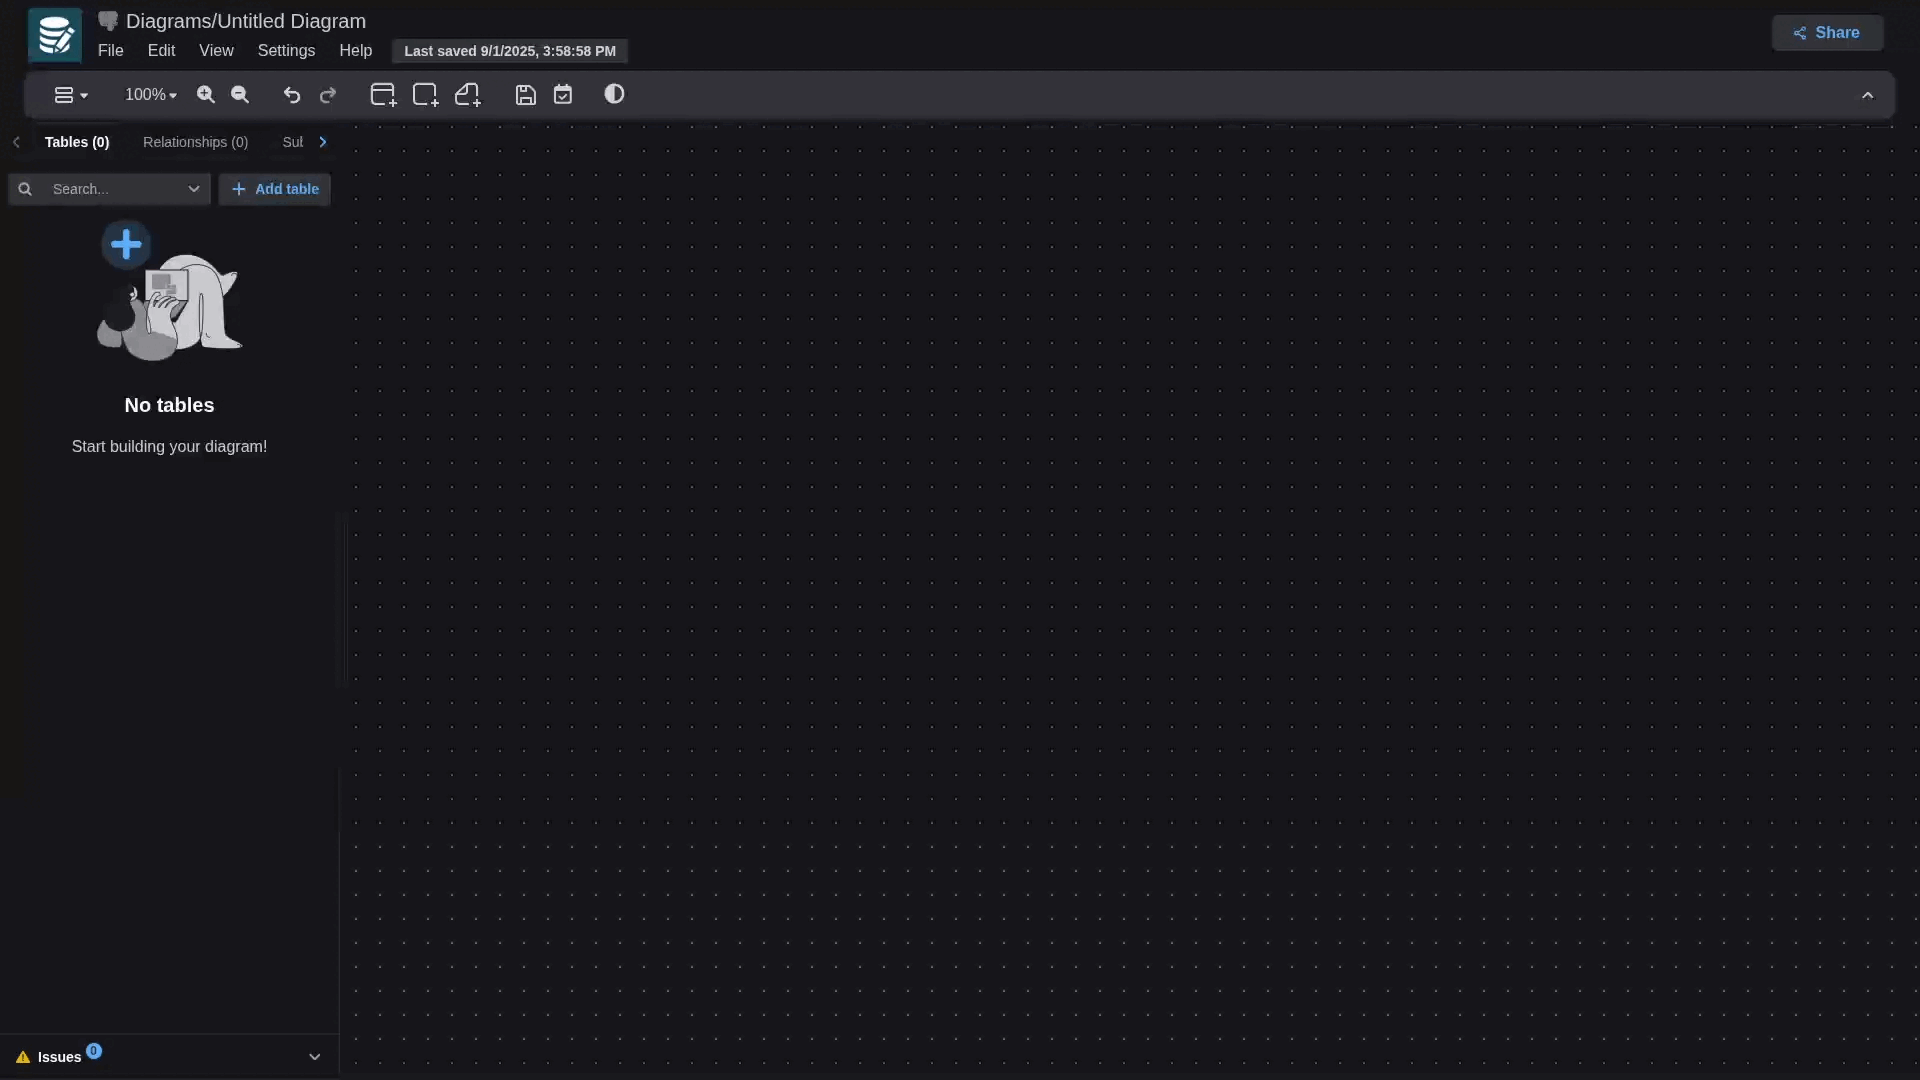 Diagrams/Untitled Diagram
File Edit View Settings Help Last saved 9/1/2025, 3:58:58 PM
Share
100%
Tables (0) Relationships (0) Sul
Search... Add table
No tables
Start building your diagram!
Issues 0